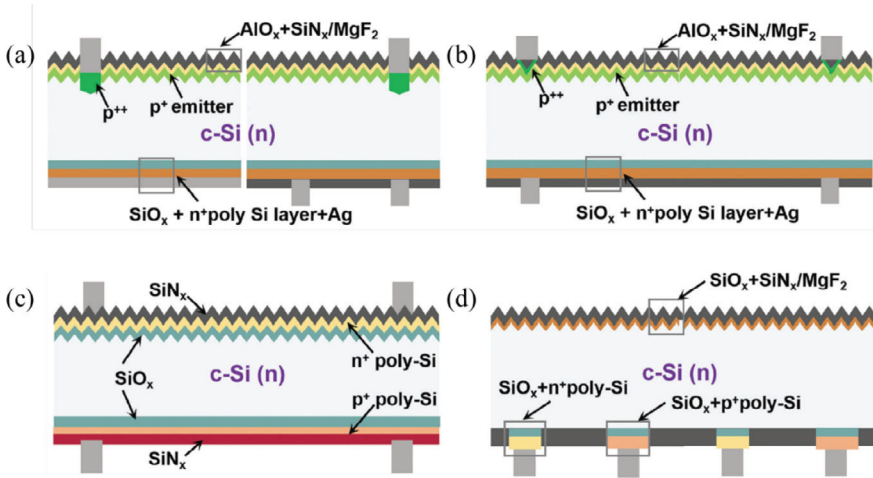 (a)
AlOₓ+SiNₓ/MgF₂
p⁺⁺
p⁺ emitter
c-Si (n)
SiOₓ + n⁺poly Si layer+Ag
(b)
AlOₓ+SiNₓ/MgF₂
p⁺⁺
p⁺ emitter
c-Si (n)
SiOₓ + n⁺poly Si layer+Ag
(c)
SiNₓ
n⁺ poly-Si
SiOₓ
c-Si (n)
p⁺ poly-Si
SiNₓ
(d)
SiOₓ+SiNₓ/MgF₂
c-Si (n)
SiOₓ+n⁺poly-Si
SiOₓ+p⁺poly-Si